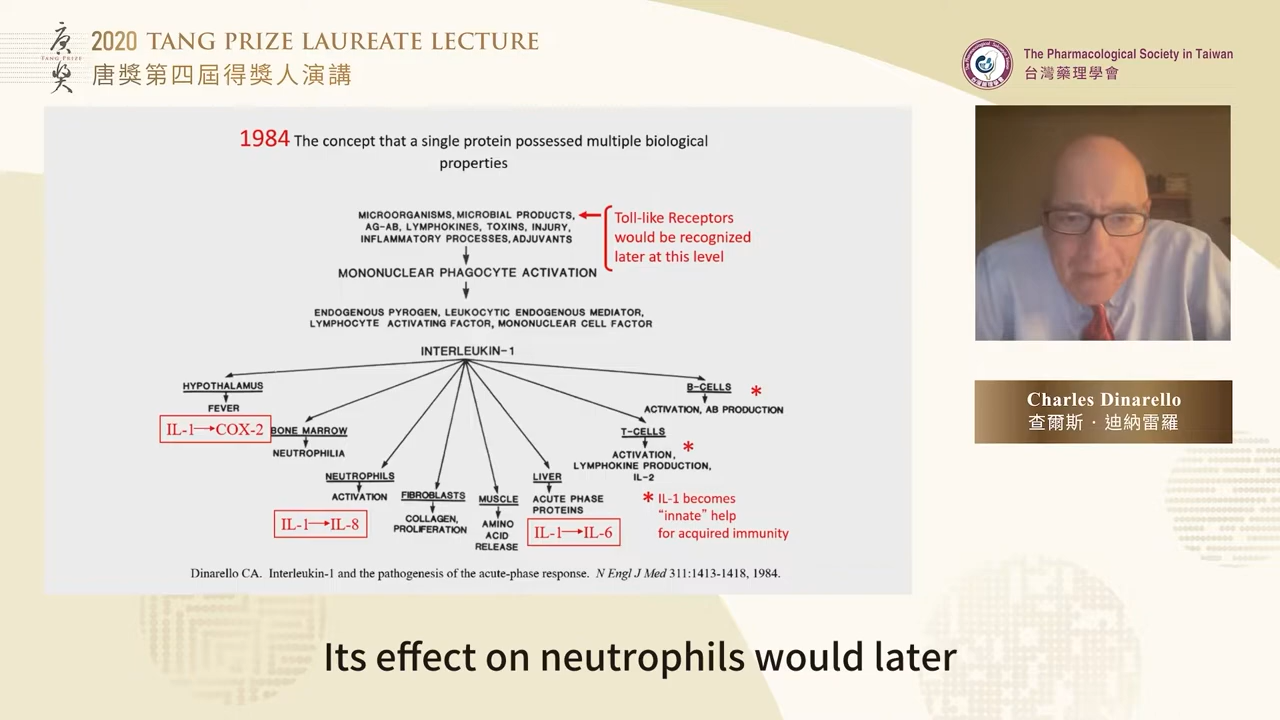 唐獎
TANG PRIZE
2020 TANG PRIZE LAUREATE LECTURE
唐獎第四屆得獎人演講
The Pharmacological Society in Taiwan
台灣藥理學會
1984 The concept that a single protein possessed multiple biological
properties
MICROORGANISMS, MICROBIAL PRODUCTS,
AG-AB, LYMPHOKINES, TOXINS, INJURY,
INFLAMMATORY PROCESSES, ADJUVANTS
Toll-like Receptors
would be recognized
later at this level
MONONUCLEAR PHAGOCYTE ACTIVATION
ENDOGENOUS PYROGEN, LEUKOCYTIC ENDOGENOUS MEDIATOR,
LYMPHOCYTE ACTIVATING FACTOR, MONONUCLEAR CELL FACTOR
INTERLEUKIN-1
HYPOTHALAMUS
FEVER
IL-1→COX-2
BONE MARROW
NEUTROPHILIA
NEUTROPHILS
ACTIVATION
IL-1→IL-8
FIBROBLASTS
COLLAGEN,
PROLIFERATION
MUSCLE
AMINO
ACID
RELEASE
LIVER
ACUTE PHASE
PROTEINS
IL-1→IL-6
T-CELLS
ACTIVATION, *
LYMPHOKINE PRODUCTION,
IL-2
B-CELLS *
ACTIVATION, AB PRODUCTION
* IL-1 becomes
"innate" help
for acquired immunity
Dinarello CA. Interleukin-1 and the pathogenesis of the acute-phase response. N Engl J Med 311:1413-1418, 1984.
Charles Dinarello
查爾斯·迪納雷羅
Its effect on neutrophils would later